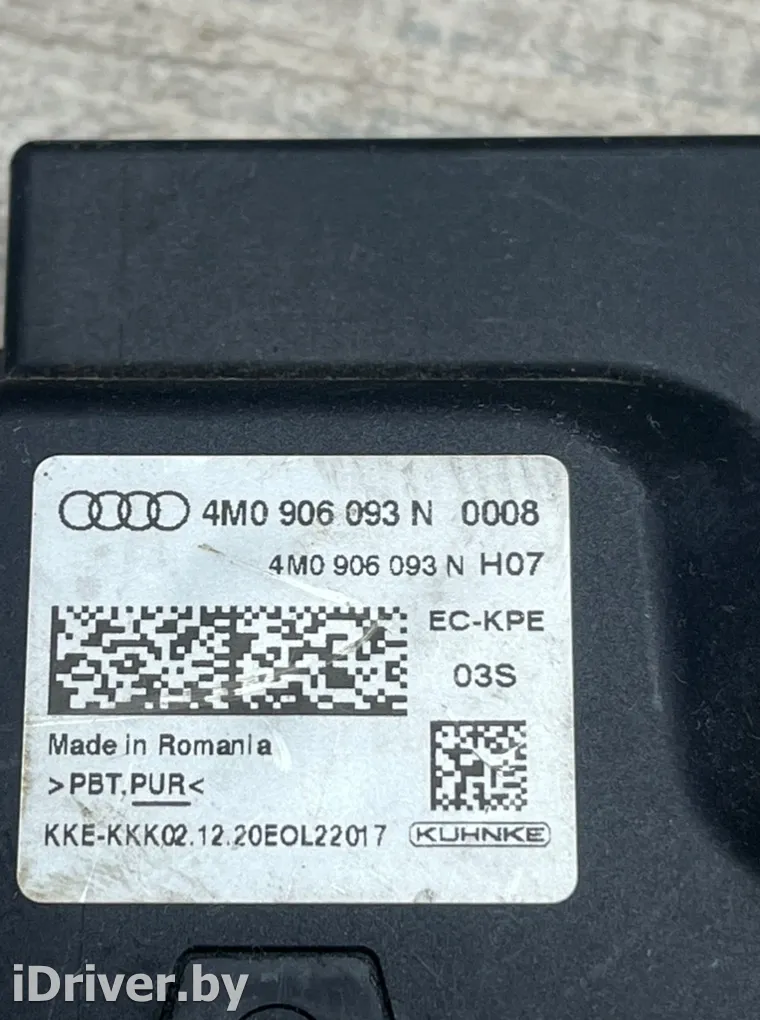 4M0 906 093 N 0008
4M0 906 093 N H07
EC-KPE
03S
Made in Romania
>PBT,PUR<
KKE-KKK02.12.20EOL22017 KUHNKE
iDriver.by